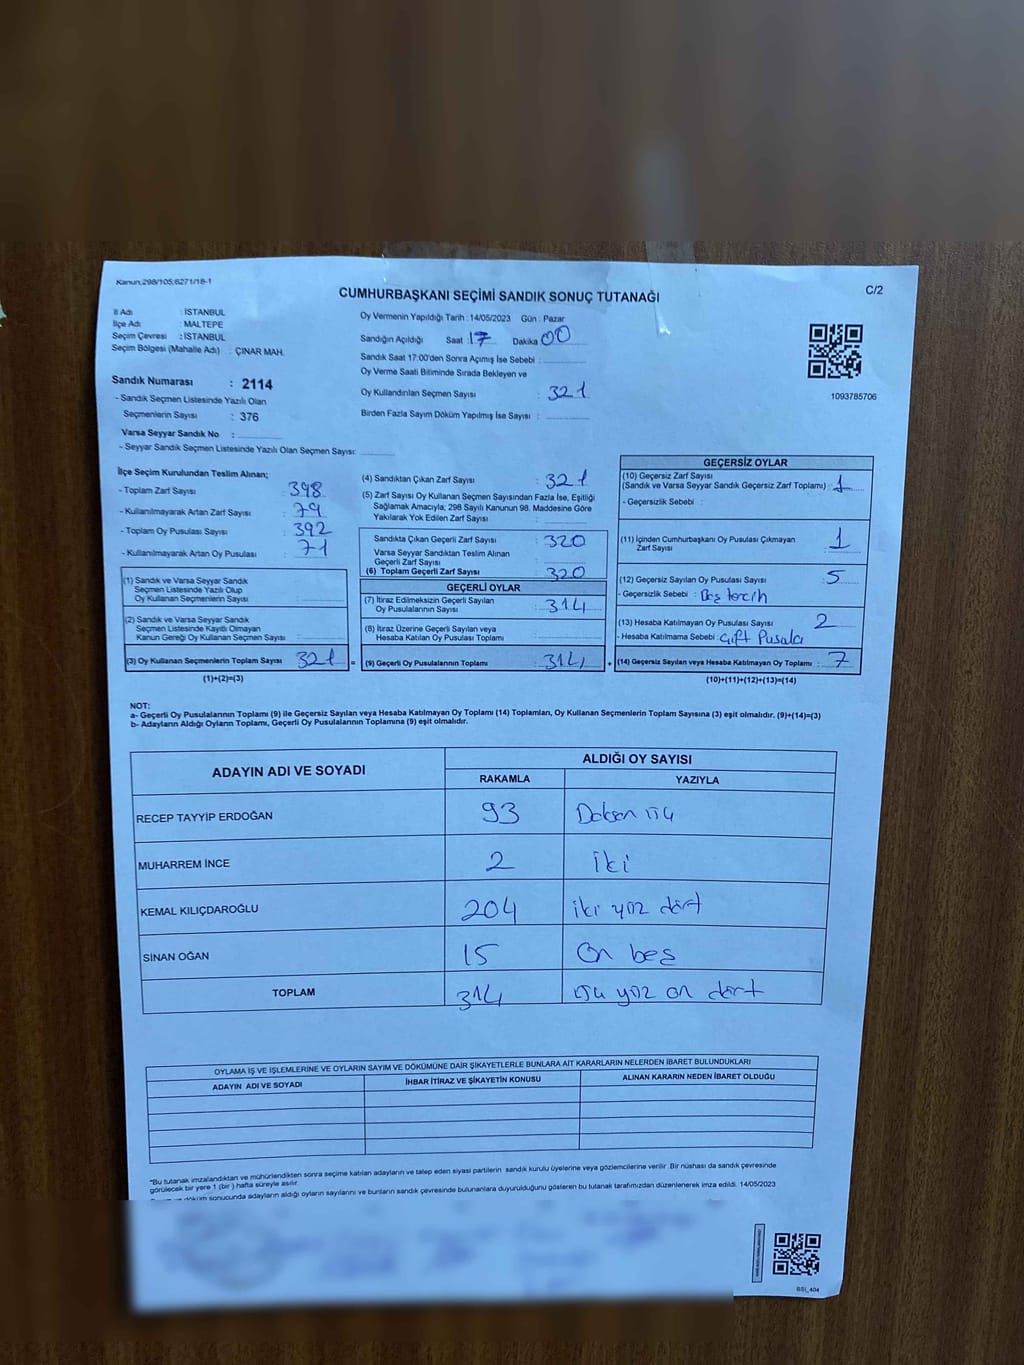 Kanun;298/105;6271/18-1
CUMHURBAŞKANI SEÇİMİ SANDIK SONUÇ TUTANAĞI
C/2
İl Adı : İSTANBUL
İlçe Adı : MALTEPE
Seçim Çevresi : İSTANBUL
Seçim Bölgesi (Mahalle Adı) : ÇINAR MAH.
Sandık Numarası : 2114
- Sandık Seçmen Listesinde Yazılı Olan
Seçmenlerin Sayısı : 376
Varsa Seyyar Sandık No :
- Seyyar Sandık Seçmen Listesinde Yazılı Olan Seçmen Sayısı:
Oy Vermenin Yapıldığı Tarih : 14/05/2023 Gün : Pazar
Sandığın Açıldığı Saat : 17 Dakika 00
Sandık Saat 17:00'den Sonra Açımış İse Sebebi :
Oy Verme Saati Bitiminde Sırada Bekleyen ve
Oy Kullandırılan Seçmen Sayısı : 321
Birden Fazla Sayım Döküm Yapılmış İse Sayısı :
1093785706
İlçe Seçim Kurulundan Teslim Alınan;
- Toplam Zarf Sayısı : 398
- Kullanılmayarak Artan Zarf Sayısı : 79
- Toplam Oy Pusulası Sayısı : 392
- Kullanılmayarak Artan Oy Pusulası : 71
(1) Sandık ve Varsa Seyyar Sandık
Seçmen Listesinde Yazılı Olup
Oy Kullanan Seçmenlerin Sayısı :
(2) Sandık ve Varsa Seyyar Sandık
Seçmen Listesinde Kayıtlı Olmayan
Kanun Gereği Oy Kullanan Seçmen Sayısı :
(3) Oy Kullanan Seçmenlerin Toplam Sayısı 321 =
(1)+(2)=(3)
(4) Sandıktan Çıkan Zarf Sayısı : 321
(5) Zarf Sayısı Oy Kullanan Seçmen Sayısından Fazla İse, Eşitliği
Sağlamak Amacıyla; 298 Sayılı Kanunun 98. Maddesine Göre
Yakılarak Yok Edilen Zarf Sayısı :
Sandıkta Çıkan Geçerli Zarf Sayısı : 320
Varsa Seyyar Sandıktan Teslim Alınan
Geçerli Zarf Sayısı :
(6) Toplam Geçerli Zarf Sayısı : 320
GEÇERLİ OYLAR
(7) İtiraz Edilmeksizin Geçerli Sayılan
Oy Pusulalarının Sayısı : 314
(8) İtiraz Üzerine Geçerli Sayılan veya
Hesaba Katılan Oy Pusulası Toplamı :
(9) Geçerli Oy Pusulalarının Toplamı : 314 +
GEÇERSİZ OYLAR
(10) Geçersiz Zarf Sayısı
(Sandık ve Varsa Seyyar Sandık Geçersiz Zarf Toplamı) : 1
- Geçersizlik Sebebi :
(11) İçinden Cumhurbaşkanı Oy Pusulası Çıkmayan
Zarf Sayısı : 1
(12) Geçersiz Sayılan Oy Pusulası Sayısı : 5
- Geçersizlik Sebebi : Boş tercih
(13) Hesaba Katılmayan Oy Pusulası Sayısı : 2
- Hesaba Katılmama Sebebi : Çift Pusala
(14) Geçersiz Sayılan veya Hesaba Katılmayan Oy Toplamı : 7
(10)+(11)+(12)+(13)=(14)
NOT:
a- Geçerli Oy Pusulalarının Toplamı (9) ile Geçersiz Sayılan veya Hesaba Katılmayan Oy Toplamı (14) Toplamları, Oy Kullanan Seçmenlerin Toplam Sayısına (3) eşit olmalıdır. (9)+(14)=(3)
b- Adayların Aldığı Oyların Toplamı, Geçerli Oy Pusulalarının Toplamına (9) eşit olmalıdır.
ADAYIN ADI VE SOYADI ALDIĞI OY SAYISI
RAKAMLA YAZIYLA
RECEP TAYYİP ERDOĞAN 93 Doksan üç
MUHARREM İNCE 2 iki
KEMAL KILIÇDAROĞLU 204 iki yüz dört
SİNAN OĞAN 15 On beş
TOPLAM 314 üç yüz on dört
OYLAMA İŞ VE İŞLEMLERİNE VE OYLARIN SAYIM VE DÖKÜMÜNE DAİR ŞİKAYETLERLE BUNLARA AİT KARARLARIN NELERDEN İBARET BULUNDUKLARI
ADAYIN ADI VE SOYADI İHBAR İTİRAZ VE ŞİKAYETİN KONUSU ALINAN KARARIN NEDEN İBARET OLDUĞU
*Bu tutanak imzalandıktan ve mühürlendikten sonra seçime katılan adayların ve talep eden siyasi partilerin sandık kurulu üyelerine veya gözlemcilerine verilir. Bir nüshası da sandık çevresinde
görülecek bir yere 1 (bir ) hafta süreyle asılır.
döküm sonucunda adayların aldığı oyların sayılarını ve bunların sandık çevresinde bulunanlara duyurulduğunu gösteren bu tutanak tarafımızdan düzenlenerek imza edildi. 14/05/2023
BSI_404